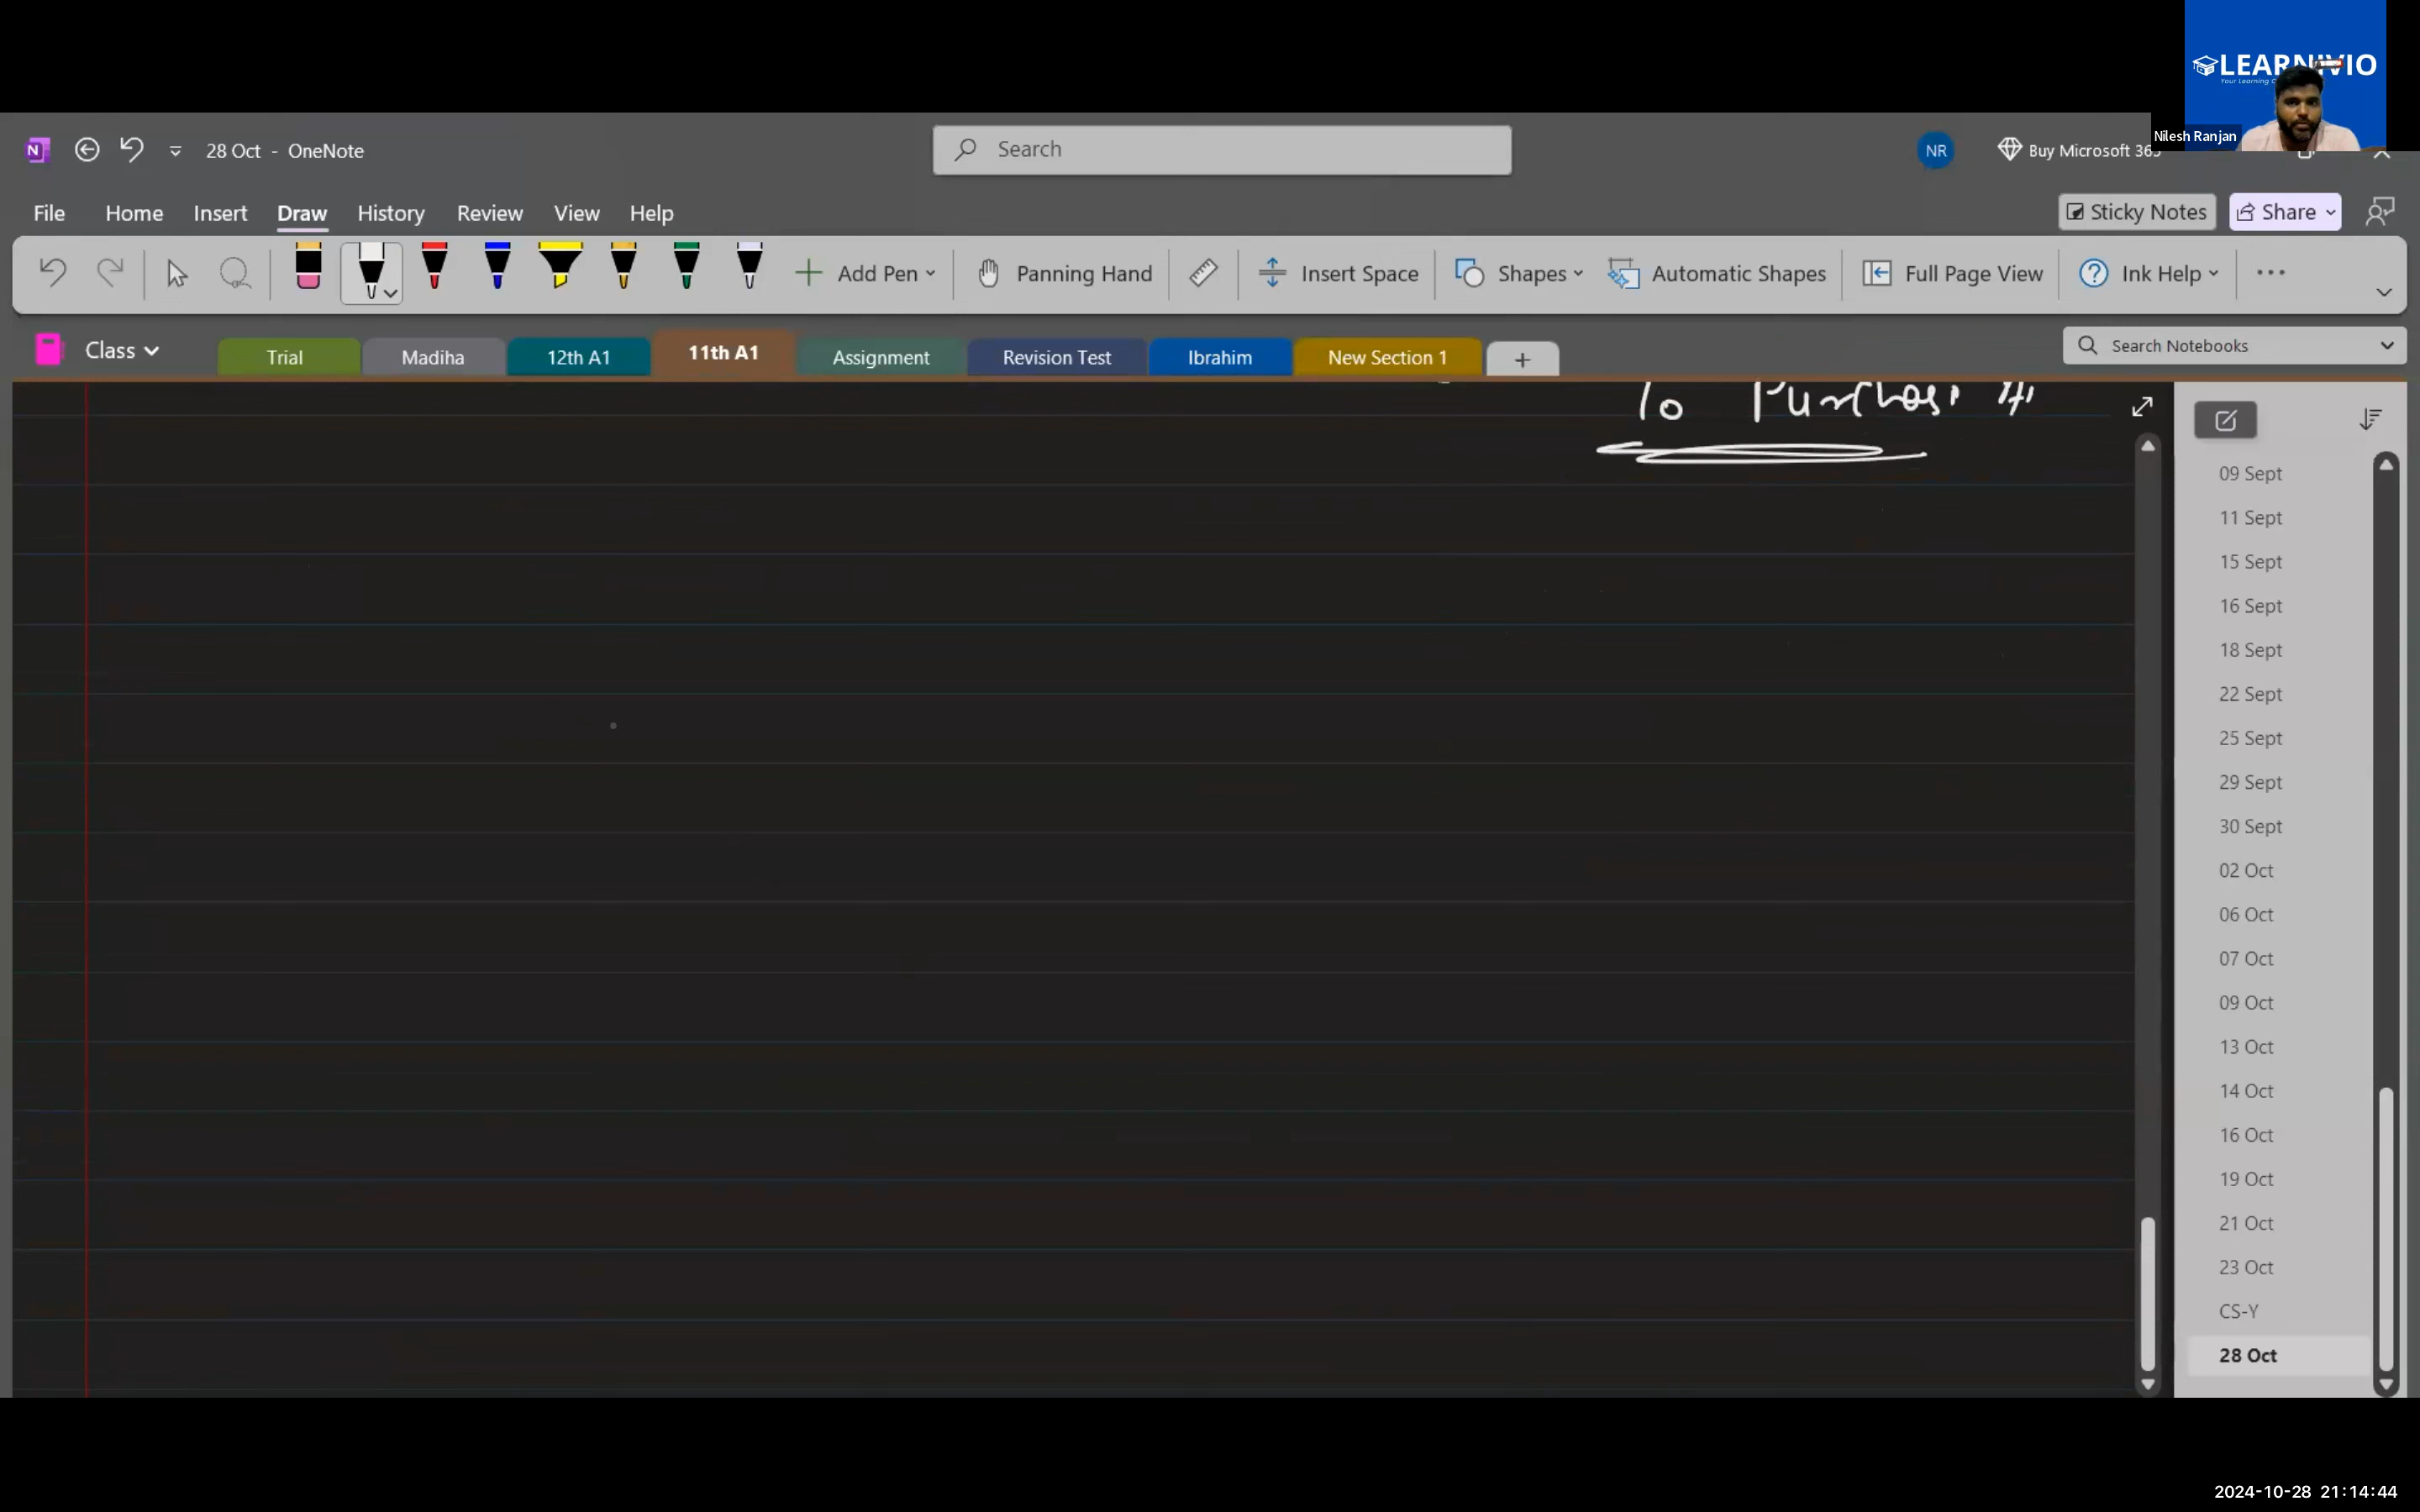 LEARNIVIO
Nilesh Ranjan
28 Oct - OneNote
Search
NR
Buy Microsoft 365
File Home Insert Draw History Review View Help
Sticky Notes
Share
Add Pen
Panning Hand
Insert Space
Shapes
Automatic Shapes
Full Page View
Ink Help
Class
Trial
Madiha
12th A1
11th A1
Assignment
Revision Test
Ibrahim
New Section 1
Search Notebooks
To Purchas
09 Sept
11 Sept
15 Sept
16 Sept
18 Sept
22 Sept
25 Sept
29 Sept
30 Sept
02 Oct
06 Oct
07 Oct
09 Oct
13 Oct
14 Oct
16 Oct
19 Oct
21 Oct
23 Oct
CS-Y
28 Oct
2024-10-28 21:14:44